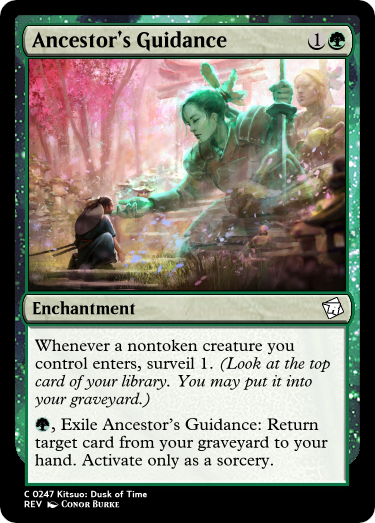 Ancestor's Guidance 1
Enchantment
Whenever a nontoken creature you
control enters, surveil 1. (Look at the top
card of your library. You may put it into
your graveyard.)
, Exile Ancestor's Guidance: Return
target card from your graveyard to your
hand. Activate only as a sorcery.
C 0247 Kitsuo: Dusk of Time
REV Conor Burke